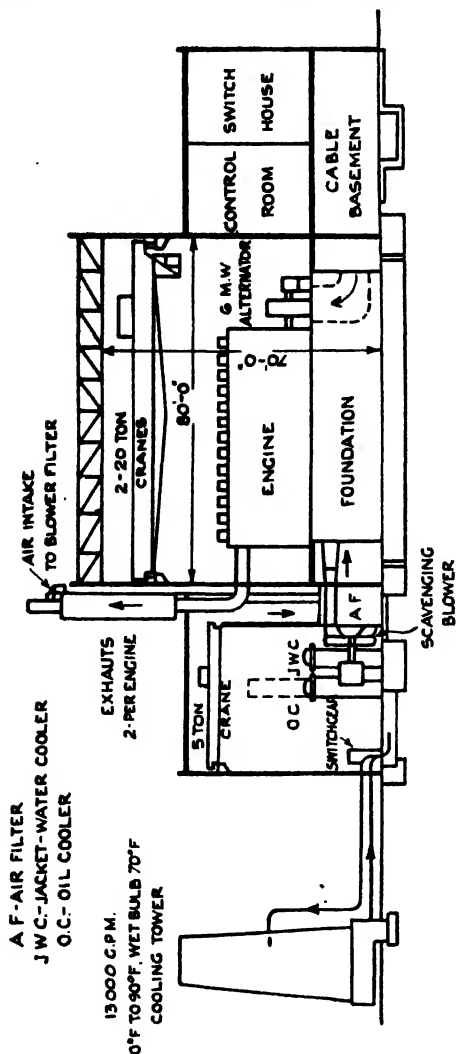 A F-AIR FILTER
J W C.-JACKET-WATER COOLER
O.C.- OIL COOLER
13000 G.P.M.
0°F TO 90°F, WET BULB 70°F
COOLING TOWER
AIR INTAKE
TO BLOWER FILTER
EXHAUSTS
2-PER ENGINE
5 TON
CRANE
O C
JWC
SWITCHGEAR
A F
SCAVENGING
BLOWER
2-20 TON
CRANES
80'-0"
6 M.W
ALTERNATOR
ENGINE
FOUNDATION
A
CONTROL
ROOM
SWITCH
HOUSE
CABLE
BASEMENT